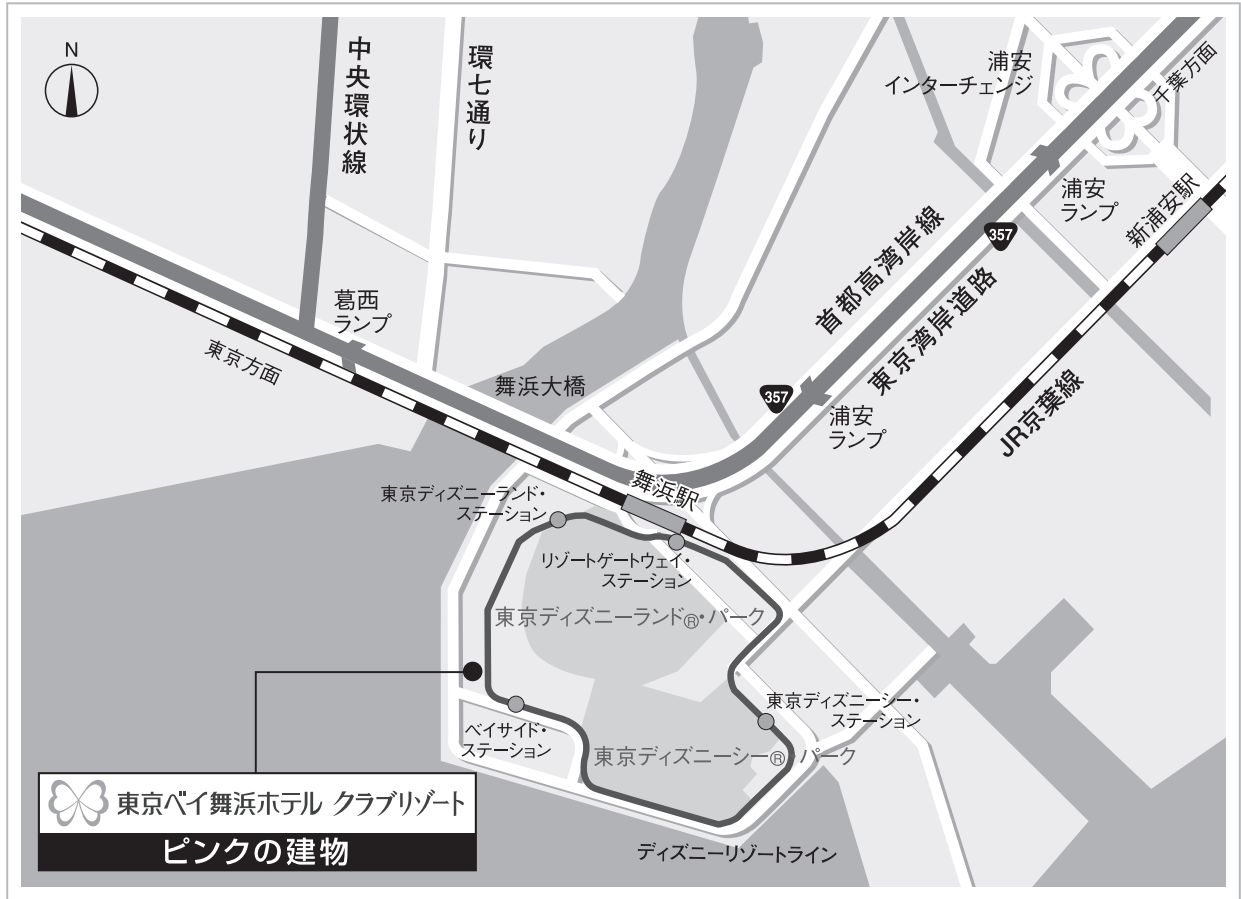 N
中央環状線
環七通り
浦安
インターチェンジ
千葉方面
浦安
ランプ
新浦安駅
357
首都高湾岸線
東京湾岸道路
葛西
ランプ
東京方面
舞浜大橋
357
浦安
ランプ
JR京葉線
舞浜駅
東京ディズニーランド・
ステーション
リゾートゲートウェイ・
ステーション
東京ディズニーランド®・パーク
東京ディズニーシー・
ステーション
ベイサイド・
ステーション
東京ディズニーシー®・パーク
東京ベイ舞浜ホテル クラブリゾート
ピンクの建物
ディズニーリゾートライン